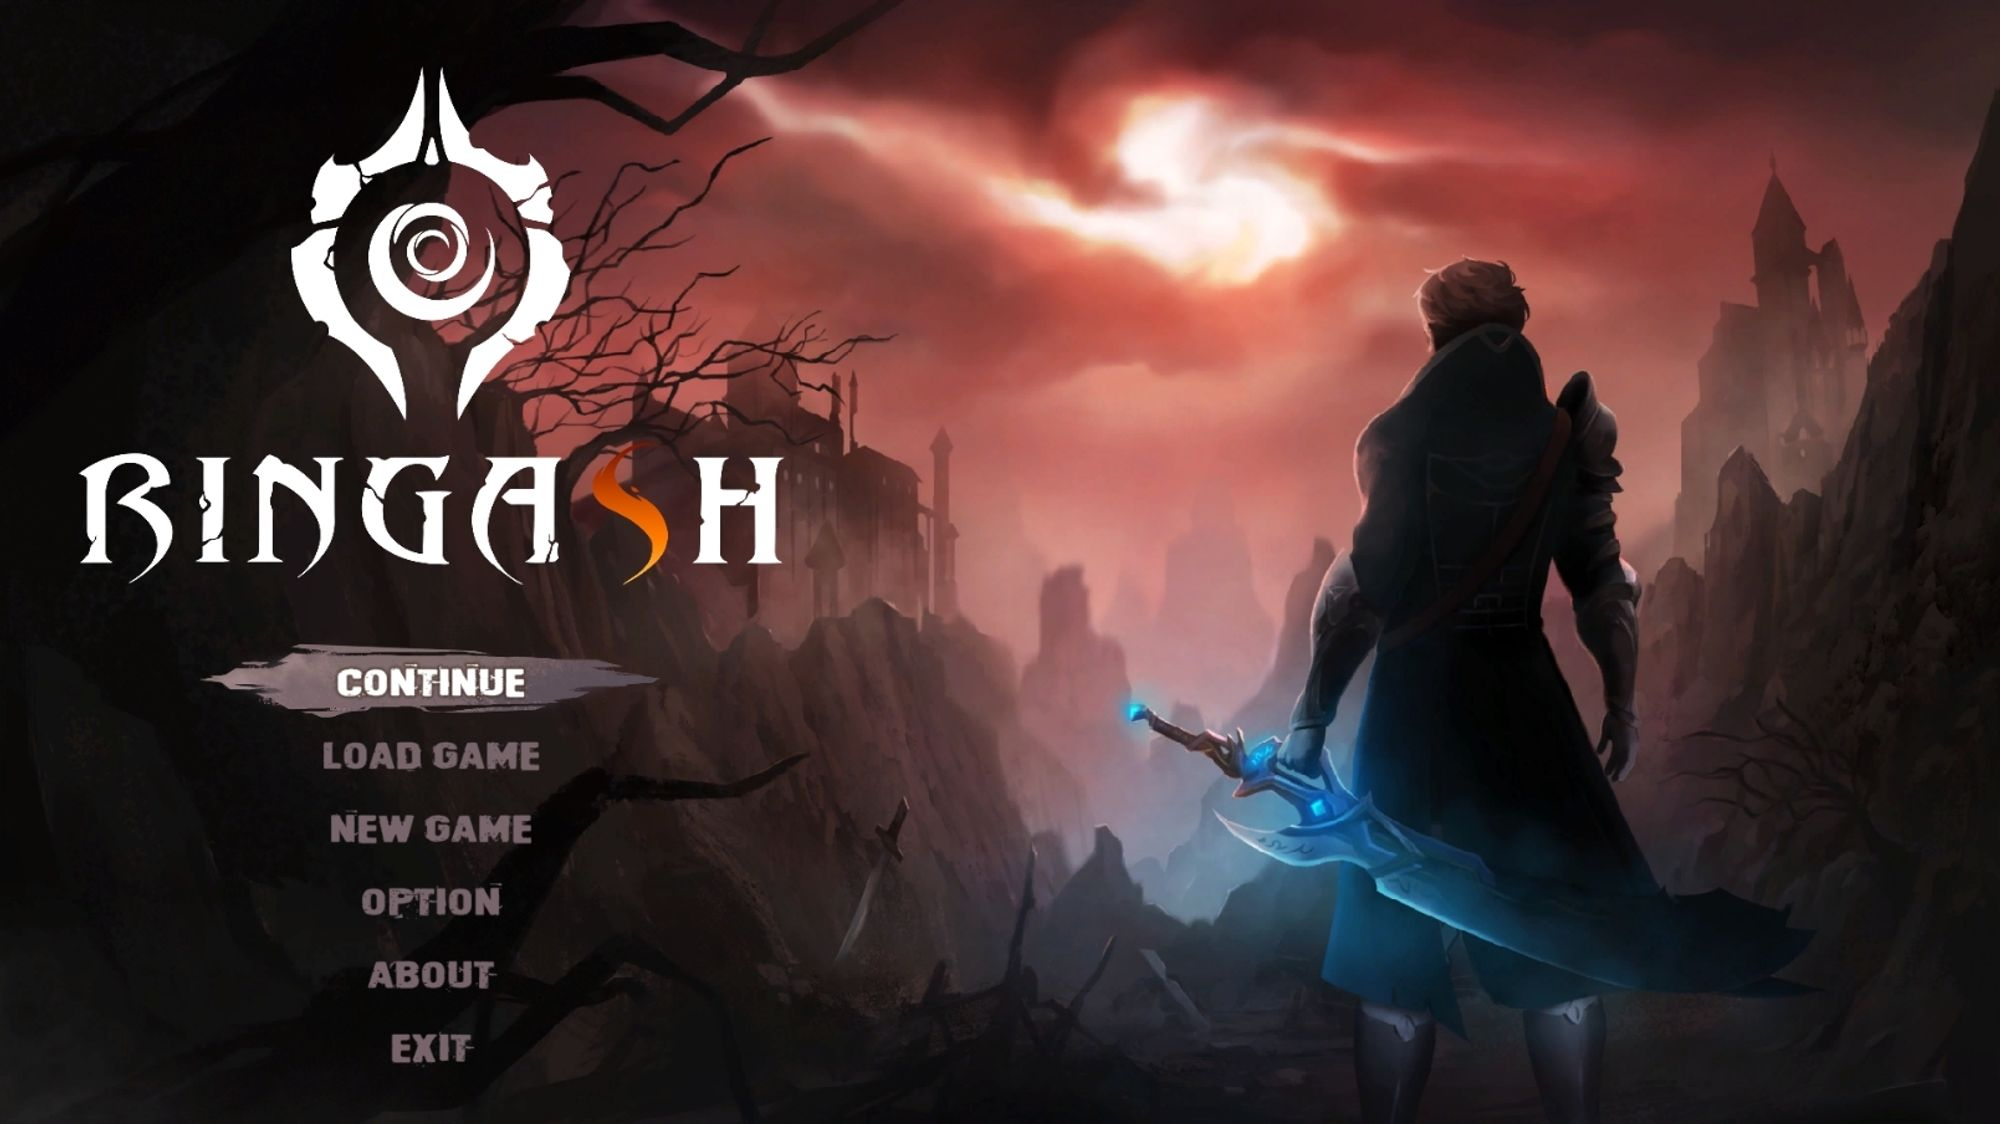 RINGASH
CONTINUE
LOAD GAME
NEW GAME
OPTION
ABOUT
EXIT